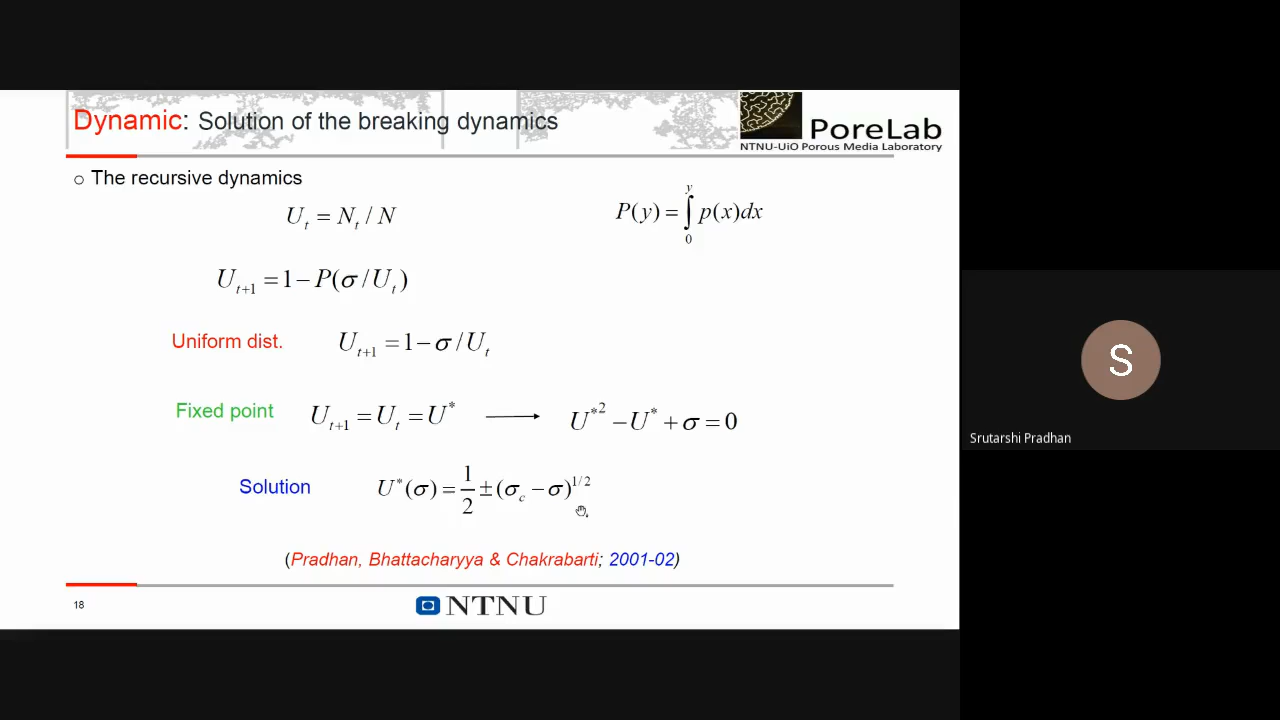 Dynamic: Solution of the breaking dynamics
PoreLab
NTNU-UiO Porous Media Laboratory
o The recursive dynamics
U_t = N_t / N
P(y) = ∫_0^y p(x)dx
U_{t+1} = 1 − P(σ / U_t)
Uniform dist. U_{t+1} = 1 − σ / U_t
Fixed point U_{t+1} = U_t = U^* → U^{*2} − U^* + σ = 0
Solution U^*(σ) = 1/2 ± (σ_c − σ)^{1/2}
(Pradhan, Bhattacharyya & Chakrabarti; 2001-02)
18
NTNU
S
Srutarshi Pradhan